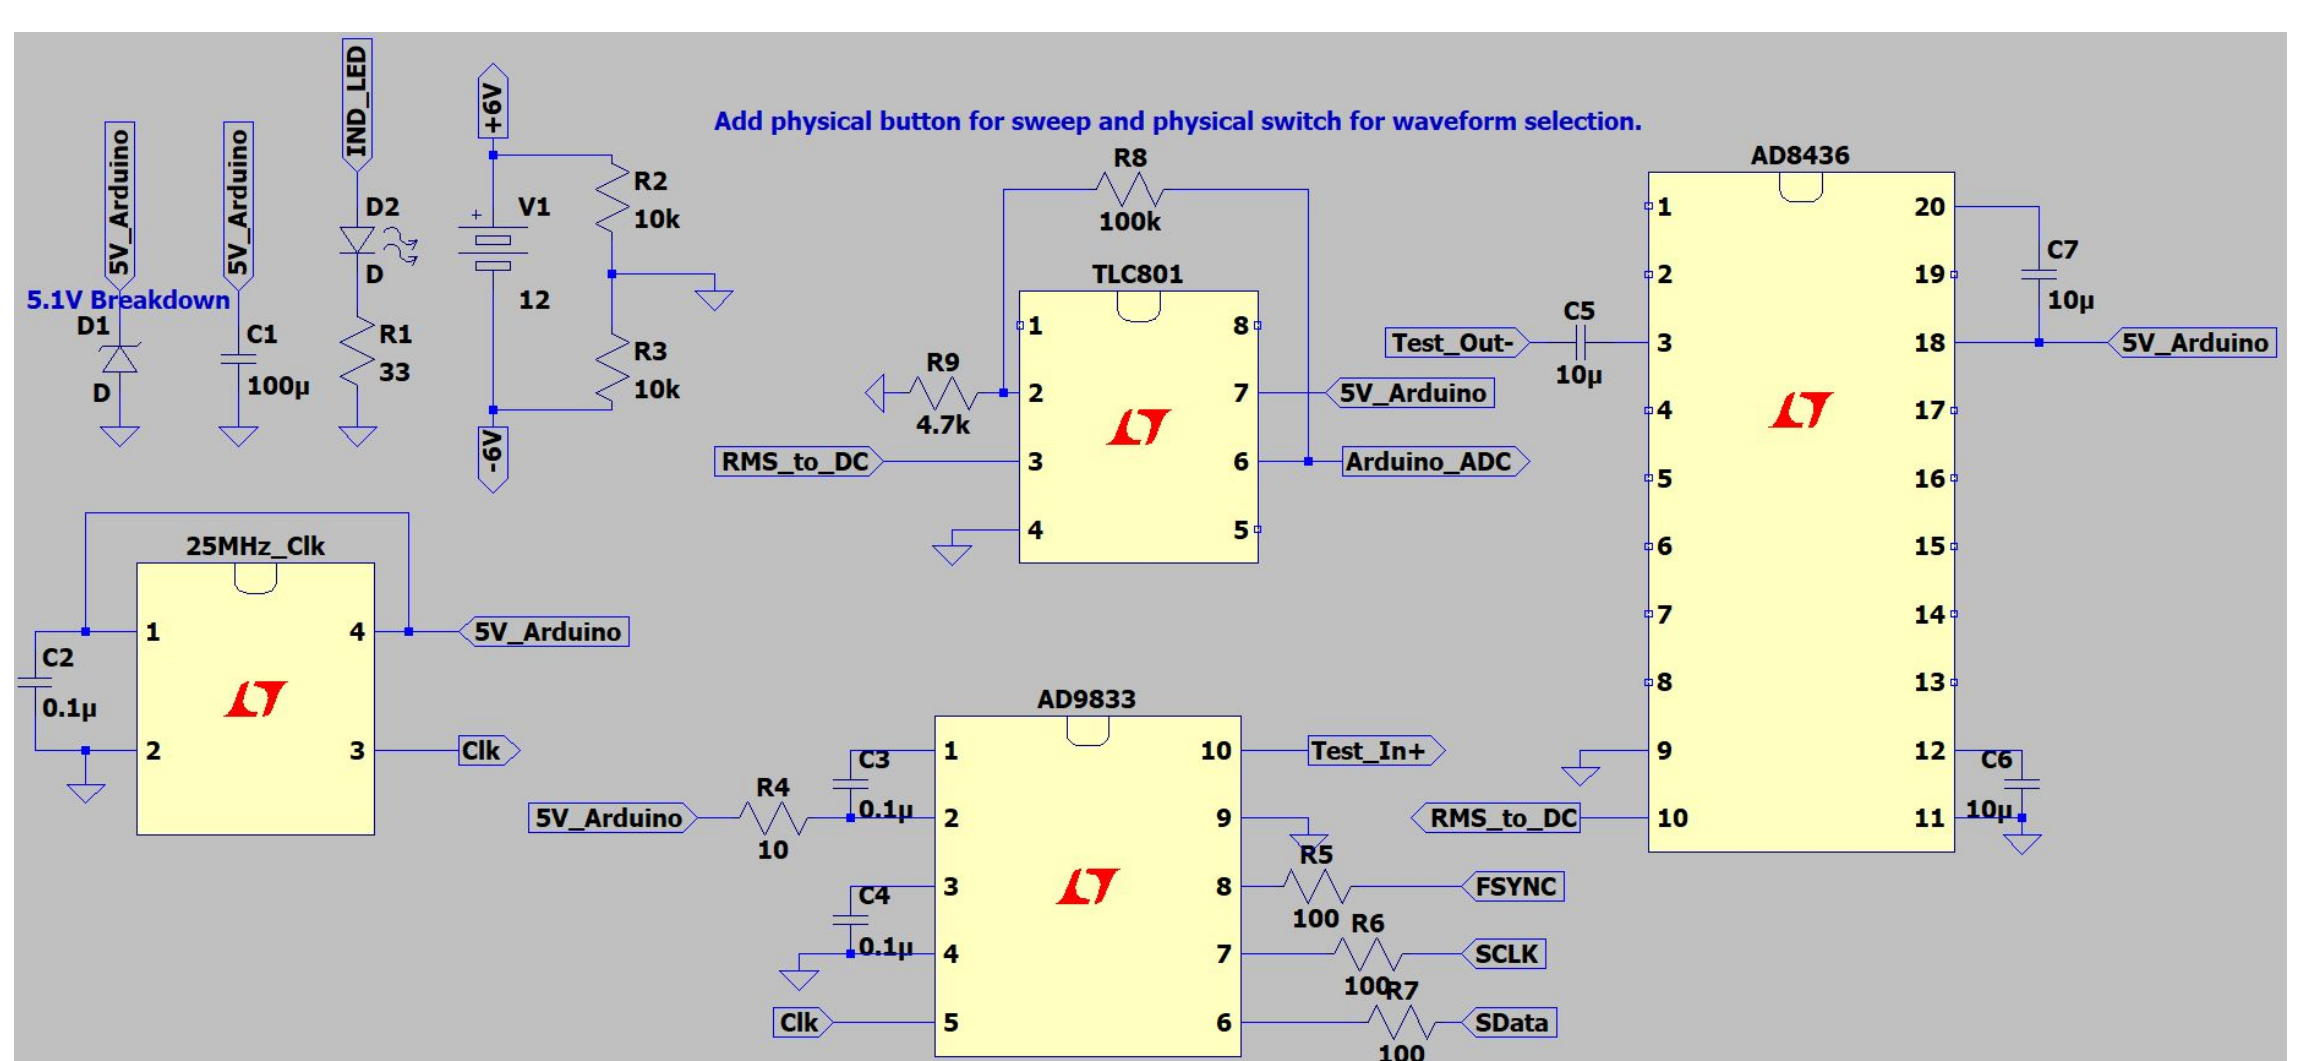 Add physical button for sweep and physical switch for waveform selection.
5V_Arduino
5.1V Breakdown
D1
D
5V_Arduino
C1
100µ
IND_LED
D2
D
R1
33
+6V
V1
12
-6V
R2
10k
R3
10k
R8
100k
TLC801
1
2
3
4
8
7
6
5
R9
4.7k
RMS_to_DC
5V_Arduino
Arduino_ADC
AD8436
1
2
3
4
5
6
7
8
9
10
20
19
18
17
16
15
14
13
12
11
C5
10µ
Test_Out-
C7
10µ
5V_Arduino
C6
10µ
RMS_to_DC
25MHz_Clk
1
2
4
3
C2
0.1µ
5V_Arduino
Clk
AD9833
1
2
3
4
5
10
9
8
7
6
C3
0.1µ
R4
10
5V_Arduino
C4
0.1µ
Clk
Test_In+
R5
100
FSYNC
R6
100
SCLK
R7
100
SData